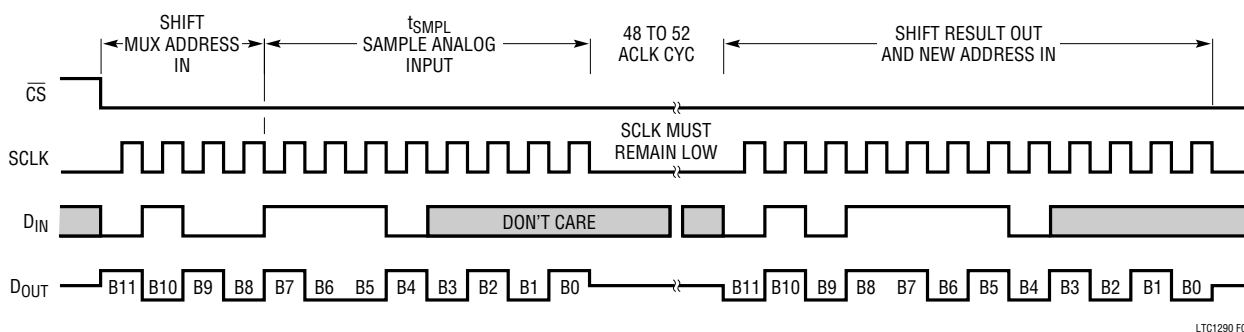 SHIFT
MUX ADDRESS
IN
tSMPL
SAMPLE ANALOG
INPUT
48 TO 52
ACLK CYC
SHIFT RESULT OUT
AND NEW ADDRESS IN
CS
SCLK
SCLK MUST
REMAIN LOW
DIN
DON'T CARE
DOUT
B11 B10 B9 B8 B7 B6 B5 B4 B3 B2 B1 B0
B11 B10 B9 B8 B7 B6 B5 B4 B3 B2 B1 B0
LTC1290 F0